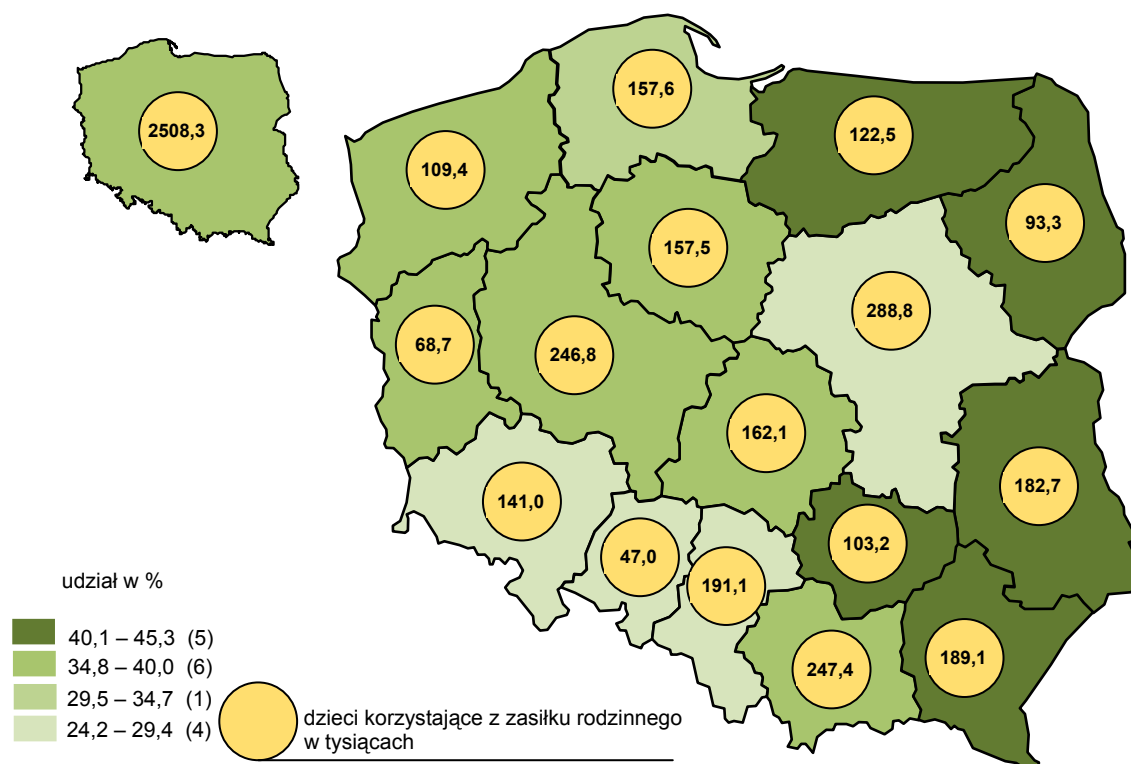 157,6
2508,3
122,5
109,4
93,3
157,5
288,8
68,7
246,8
162,1
182,7
141,0
103,2
47,0
191,1
189,1
247,4
udział w %
40,1 – 45,3 (5)
34,8 – 40,0 (6)
29,5 – 34,7 (1)
24,2 – 29,4 (4)
dzieci korzystające z zasiłku rodzinnego
w tysiącach